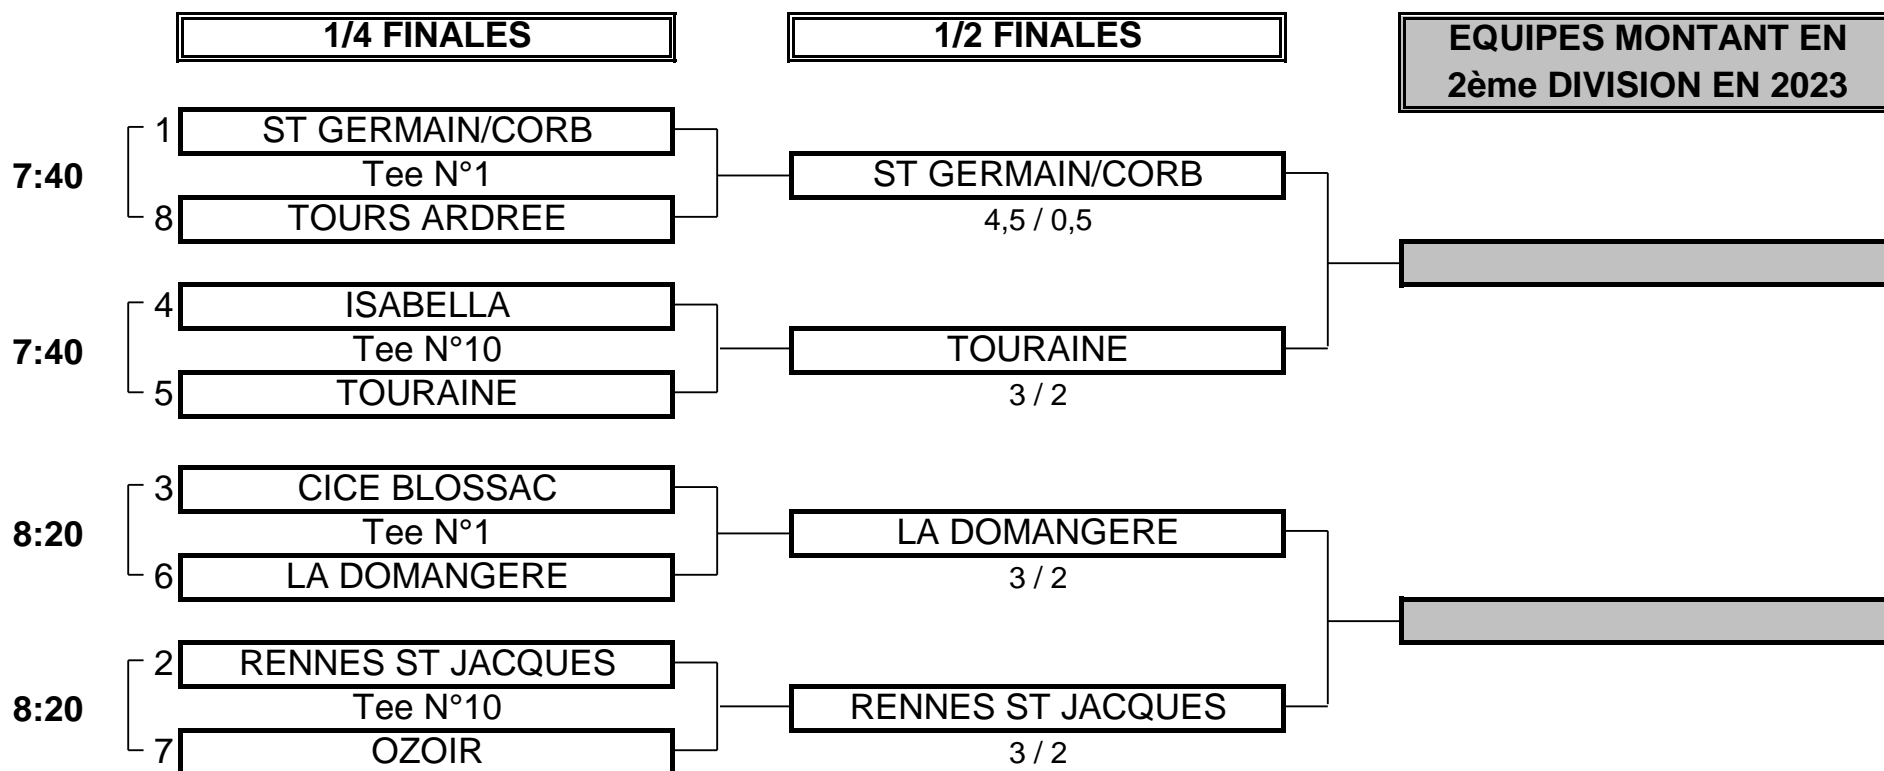 1/4 FINALES
1/2 FINALES
EQUIPES MONTANT EN
2ème DIVISION EN 2023
1 ST GERMAIN/CORB
7:40 Tee N°1 ST GERMAIN/CORB
8 TOURS ARDREE 4,5 / 0,5
4 ISABELLA
7:40 Tee N°10 TOURAINE
5 TOURAINE 3 / 2
3 CICE BLOSSAC
8:20 Tee N°1 LA DOMANGERE
6 LA DOMANGERE 3 / 2
2 RENNES ST JACQUES
8:20 Tee N°10 RENNES ST JACQUES
7 OZOIR 3 / 2